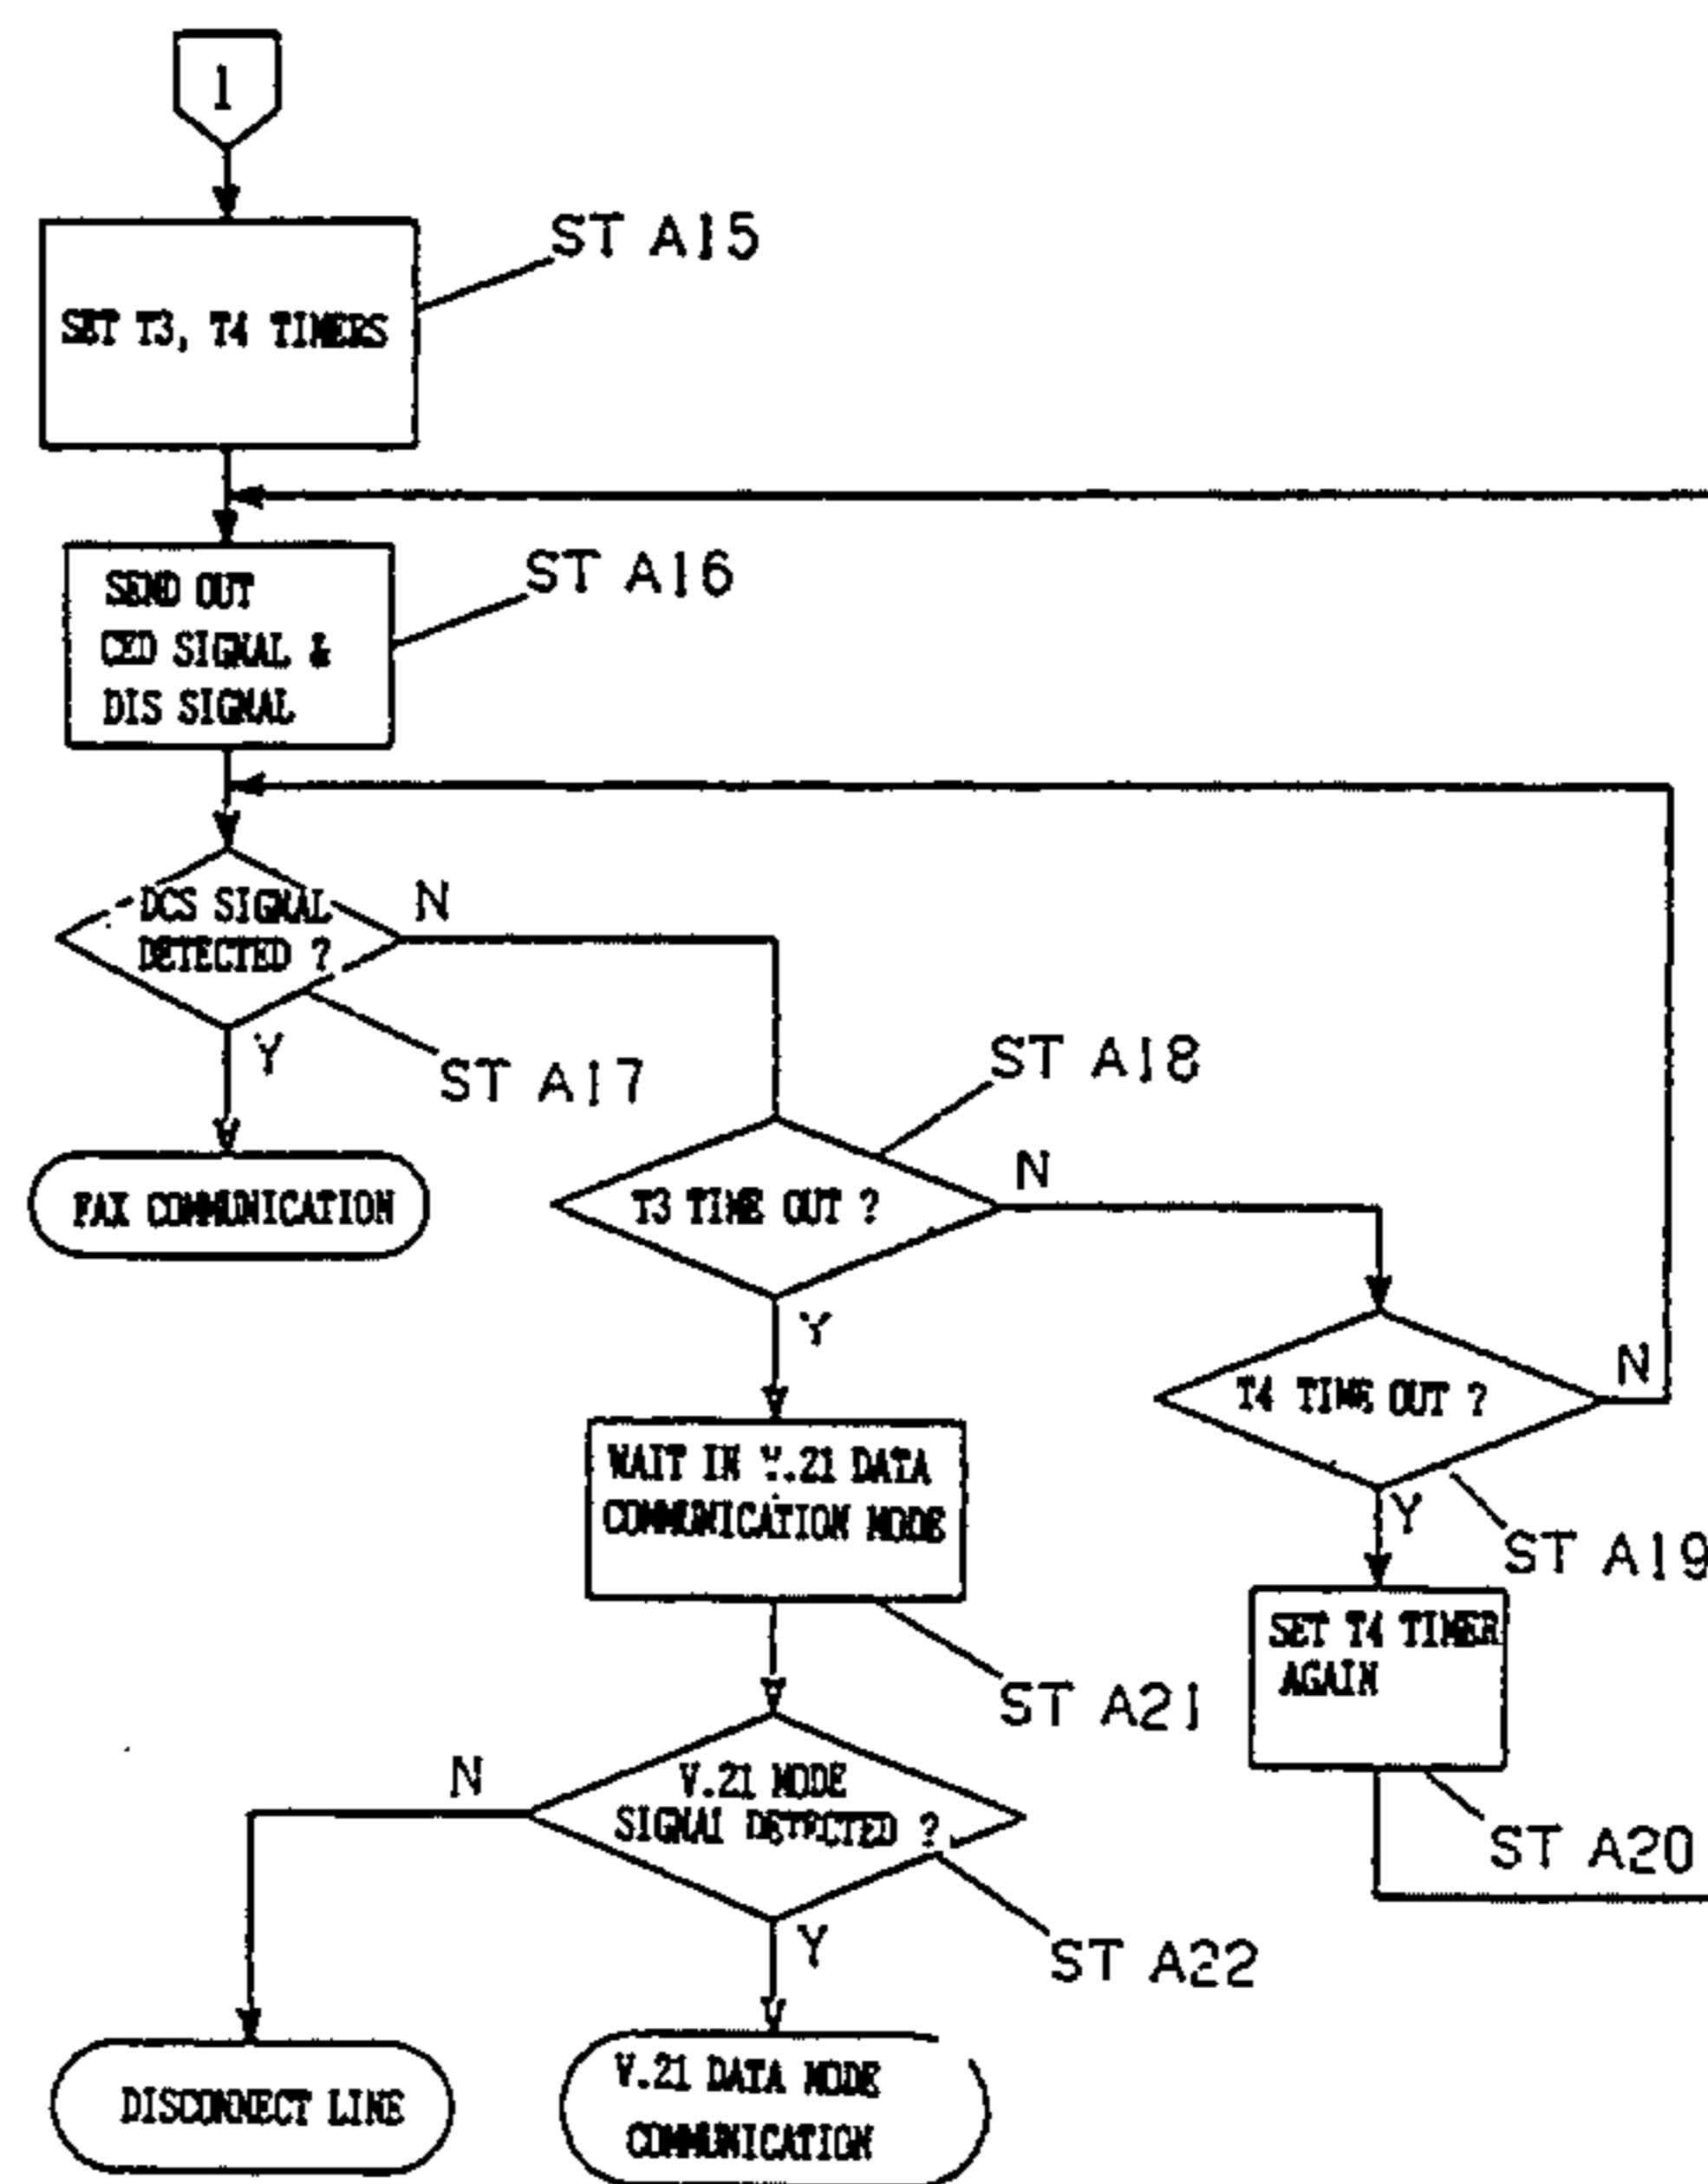 1
ST A15
SET T3, T4 TIMERS
ST A16
SEND OUT
CED SIGNAL &
DIS SIGNAL
DCS SIGNAL
DETECTED ?
N
Y
ST A17
ST A18
FAX COMMUNICATION
T3 TIME OUT ?
N
Y
T4 TIME OUT ?
N
Y
ST A19
WAIT IN V.21 DATA
COMMUNICATION MODE
ST A21
SET T4 TIMER
AGAIN
ST A20
V.21 MODE
SIGNAL DETECTED ?
N
Y
ST A22
DISCONNECT LINE
V.21 DATA MODE
COMMUNICATION